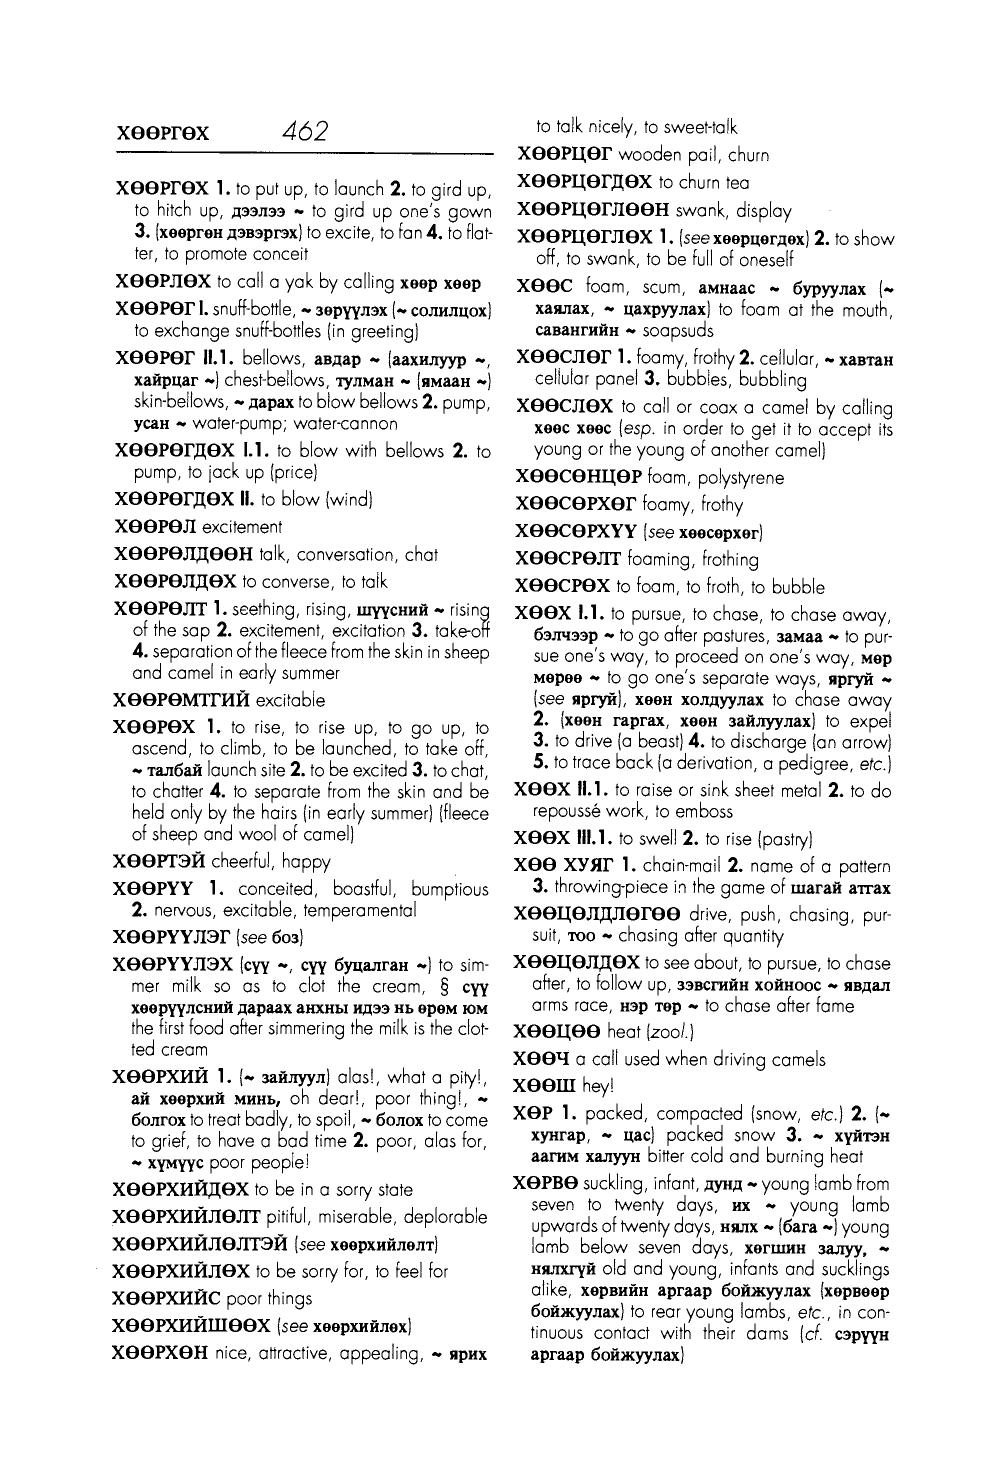 ХӨӨРГӨХ 462
ХӨӨРГӨХ 1. to put up, to launch 2. to gird up,
to hitch up, дээлээ ~ to gird up one's gown
3. (хөөргөн дэвэргэх) to excite, to fan 4. to flat-
ter, to promote conceit
ХӨӨРЛӨХ to call a yak by calling хөөр хөөр
ХӨӨРӨГ I. snuff-bottle, ~ зөрүүлэх (~ солилцох)
to exchange snuff-bottles (in greeting)
ХӨӨРӨГ II.1. bellows, авдар ~ (аахилуур ~,
хайрцаг ~) chest-bellows, тулман ~ (ямаан ~)
skin-bellows, ~ дарах to blow bellows 2. pump,
усан ~ water-pump; water-cannon
ХӨӨРӨГДӨХ I.1. to blow with bellows 2. to
pump, to jack up (price)
ХӨӨРӨГДӨХ II. to blow (wind)
ХӨӨРӨЛ excitement
ХӨӨРӨЛДӨӨН talk, conversation, chat
ХӨӨРӨЛДӨХ to converse, to talk
ХӨӨРӨЛТ 1. seething, rising, шүүсний ~ rising
of the sap 2. excitement, excitation 3. take-off
4. separation of the fleece from the skin in sheep
and camel in early summer
ХӨӨРӨМТГИЙ excitable
ХӨӨРӨХ 1. to rise, to rise up, to go up, to
ascend, to climb, to be launched, to take off,
~ талбай launch site 2. to be excited 3. to chat,
to chatter 4. to separate from the skin and be
held only by the hairs (in early summer) (fleece
of sheep and wool of camel)
ХӨӨРТЭЙ cheerful, happy
ХӨӨРҮҮ 1. conceited, boastful, bumptious
2. nervous, excitable, temperamental
ХӨӨРҮҮЛЭГ (see боз)
ХӨӨРҮҮЛЭХ (сүү ~, сүү буцалган ~) to sim-
mer milk so as to clot the cream, § сүү
хөөрүүлсний дараах анхны идээ нь өрөм юм
the first food after simmering the milk is the clot-
ted cream
ХӨӨРХИЙ 1. (~ зайлуул) alas!, what a pity!,
ай хөөрхий минь, oh dear!, poor thing!, ~
болгох to treat badly, to spoil, ~ болох to come
to grief, to have a bad time 2. poor, alas for,
~ хүмүүс poor people!
ХӨӨРХИЙДӨХ to be in a sorry state
ХӨӨРХИЙЛӨЛТ pitiful, miserable, deplorable
ХӨӨРХИЙЛӨЛТЭЙ (see хөөрхийлөлт)
ХӨӨРХИЙЛӨХ to be sorry for, to feel for
ХӨӨРХИЙС poor things
ХӨӨРХИЙШӨӨХ (see хөөрхийлөх)
ХӨӨРХӨН nice, attractive, appealing, ~ ярих
to talk nicely, to sweet-talk
ХӨӨРЦӨГ wooden pail, churn
ХӨӨРЦӨГДӨХ to churn tea
ХӨӨРЦӨГЛӨӨН swank, display
ХӨӨРЦӨГЛӨХ 1. (see хөөрцөгдөх) 2. to show
off, to swank, to be full of oneself
ХӨӨС foam, scum, амнаас ~ буруулах (~
хаялах, ~ цахруулах) to foam at the mouth,
савангийн ~ soapsuds
ХӨӨСЛӨГ 1. foamy, frothy 2. cellular, ~ хавтан
cellular panel 3. bubbles, bubbling
ХӨӨСЛӨХ to call or coax a camel by calling
хөөс хөөс (esp. in order to get it to accept its
young or the young of another camel)
ХӨӨСӨНЦӨР foam, polystyrene
ХӨӨСӨРХӨГ foamy, frothy
ХӨӨСӨРХҮҮ (see хөөсөрхөг)
ХӨӨСРӨЛТ foaming, frothing
ХӨӨСРӨХ to foam, to froth, to bubble
ХӨӨХ I.1. to pursue, to chase, to chase away,
бэлчээр ~ to go after pastures, замаа ~ to pur-
sue one's way, to proceed on one's way, мөр
мөрөө ~ to go one's separate ways, яргуй ~
(see яргуй), хөөн холдуулах to chase away
2. (хөөн гаргах, хөөн зайлуулах) to expel
3. to drive (a beast) 4. to discharge (an arrow)
5. to trace back (a derivation, a pedigree, etc.)
ХӨӨХ II.1. to raise or sink sheet metal 2. to do
repoussé work, to emboss
ХӨӨХ III.1. to swell 2. to rise (pastry)
ХӨӨ ХУЯГ 1. chain-mail 2. name of a pattern
3. throwing-piece in the game of шагай атгах
ХӨӨЦӨЛДЛӨГӨӨ drive, push, chasing, pur-
suit, тоо ~ chasing after quantity
ХӨӨЦӨЛДӨХ to see about, to pursue, to chase
after, to follow up, зэвсгийн хойноос ~ явдал
arms race, нэр төр ~ to chase after fame
ХӨӨЦӨӨ heat (zool.)
ХӨӨЧ a call used when driving camels
ХӨӨШ hey!
ХӨР 1. packed, compacted (snow, etc.) 2. (~
хунгар, ~ цас) packed snow 3. ~ хүйтэн
аагим халуун bitter cold and burning heat
ХӨРВӨ suckling, infant, дунд ~ young lamb from
seven to twenty days, их ~ young lamb
upwards of twenty days, нялх ~ (бага ~) young
lamb below seven days, хөгшин залуу, ~
нялхгүй old and young, infants and sucklings
alike, хөрвийн аргаар бойжуулах (хөрвөөр
бойжуулах) to rear young lambs, etc., in con-
tinuous contact with their dams (cf. сэрүүн
аргаар бойжуулах)